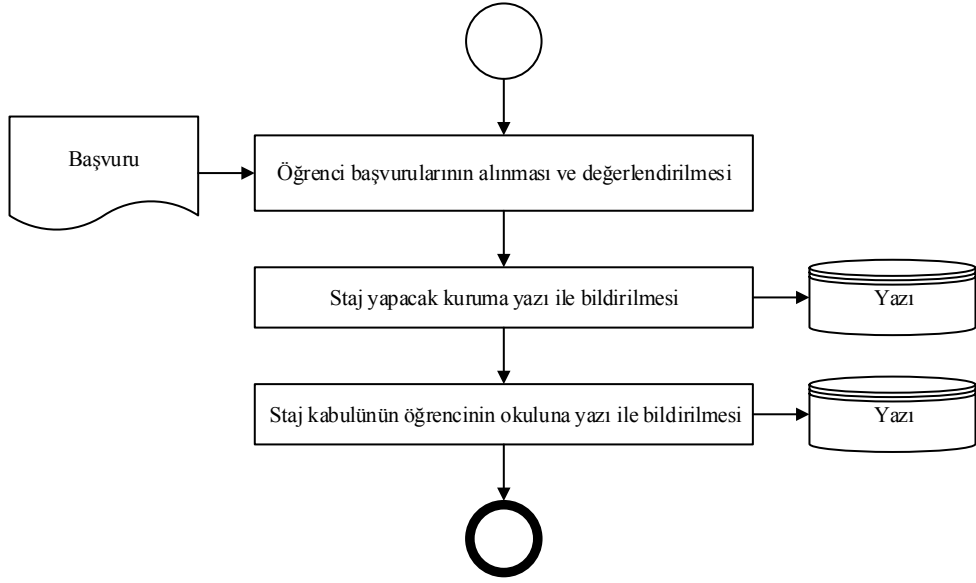 Başvuru
Öğrenci başvurularının alınması ve değerlendirilmesi
Staj yapacak kuruma yazı ile bildirilmesi
Yazı
Staj kabulünün öğrencinin okuluna yazı ile bildirilmesi
Yazı